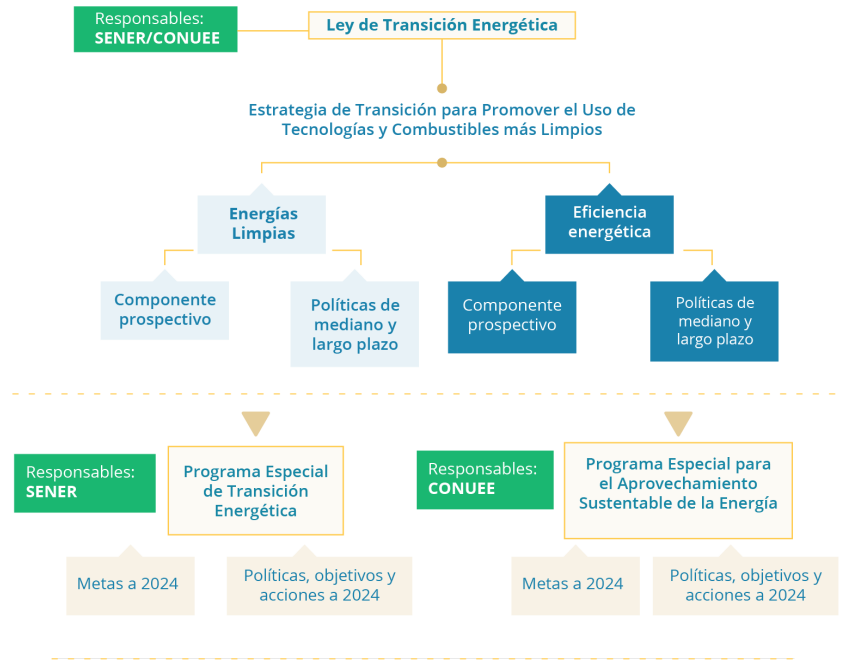 Responsables:
SENER/CONUEE
Ley de Transición Energética
Estrategia de Transición para Promover el Uso de
Tecnologías y Combustibles más Limpios
Energías
Limpias
Eficiencia
energética
Componente
prospectivo
Políticas de
mediano y
largo plazo
Componente
prospectivo
Políticas de
mediano y
largo plazo
Responsables:
SENER
Programa Especial
de Transición
Energética
Responsables:
CONUEE
Programa Especial para
el Aprovechamiento
Sustentable de la Energía
Metas a 2024
Políticas, objetivos y
acciones a 2024
Metas a 2024
Políticas, objetivos y
acciones a 2024